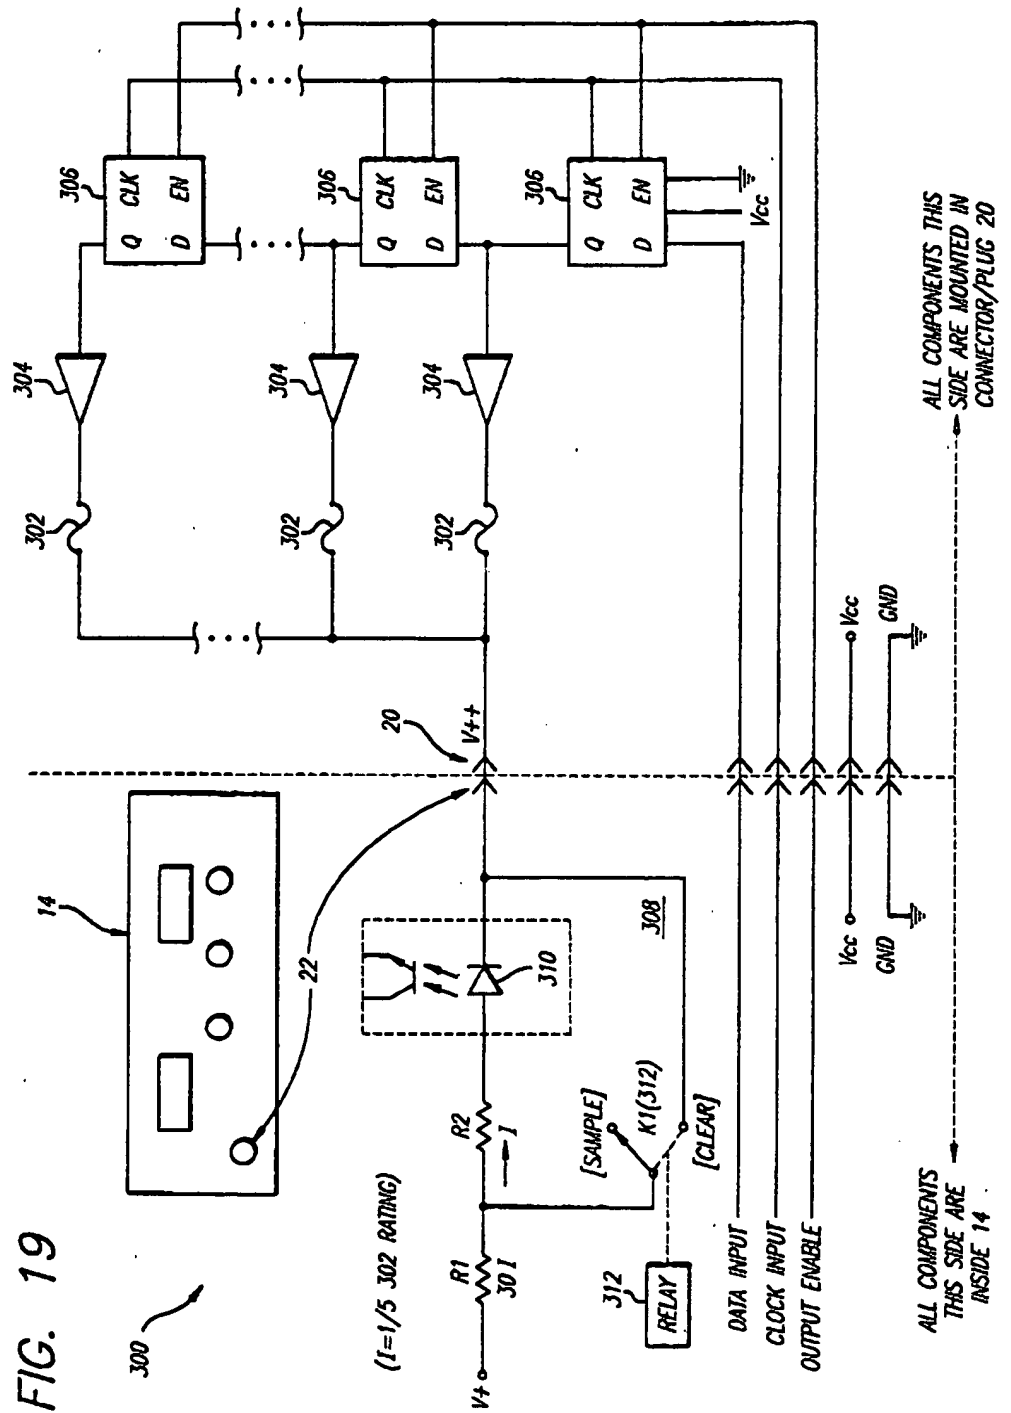 FIG. 19
300
14
22
(I=1/5 302 RATING)
V+
R1
30 I
R2
I
310
[SAMPLE]
K1(312)
[CLEAR]
308
312
RELAY
20
V++
302
302
302
304
304
304
306
CLK
EN
Q
D
306
CLK
EN
Q
D
306
CLK
EN
Q
D
Vcc
DATA INPUT
CLOCK INPUT
OUTPUT ENABLE
Vcc
Vcc
GND
GND
ALL COMPONENTS
THIS SIDE ARE
INSIDE 14
ALL COMPONENTS THIS
SIDE ARE MOUNTED IN
CONNECTOR/PLUG 20